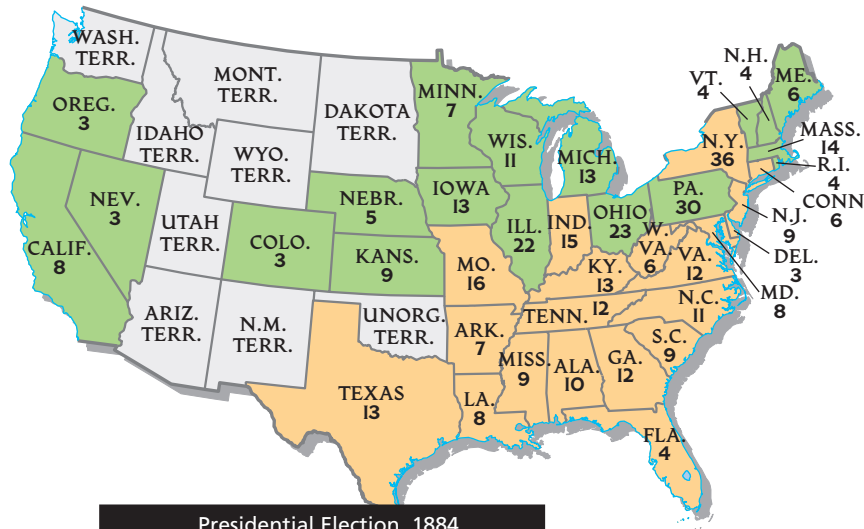 WASH.
TERR.
OREG.
3
MONT.
TERR.
IDAHO
TERR.
WYO.
TERR.
DAKOTA
TERR.
MINN.
7
WIS.
11
MICH.
13
VT.
4
N.H.
4
ME.
6
N.Y.
36
MASS.
14
R.I.
4
CONN
6
NEV.
3
CALIF.
8
UTAH
TERR.
COLO.
3
NEBR.
5
KANS.
9
IOWA
13
ILL.
22
IND.
15
OHIO
23
PA.
30
N.J.
9
DEL.
3
MD.
8
W.
VA.
6
VA.
12
MO.
16
KY.
13
TENN.
12
N.C.
11
S.C.
9
ARIZ.
TERR.
N.M.
TERR.
UNORG.
TERR.
ARK.
7
MISS.
9
ALA.
10
GA.
12
TEXAS
13
LA.
8
FLA.
4
Presidential Election, 1884